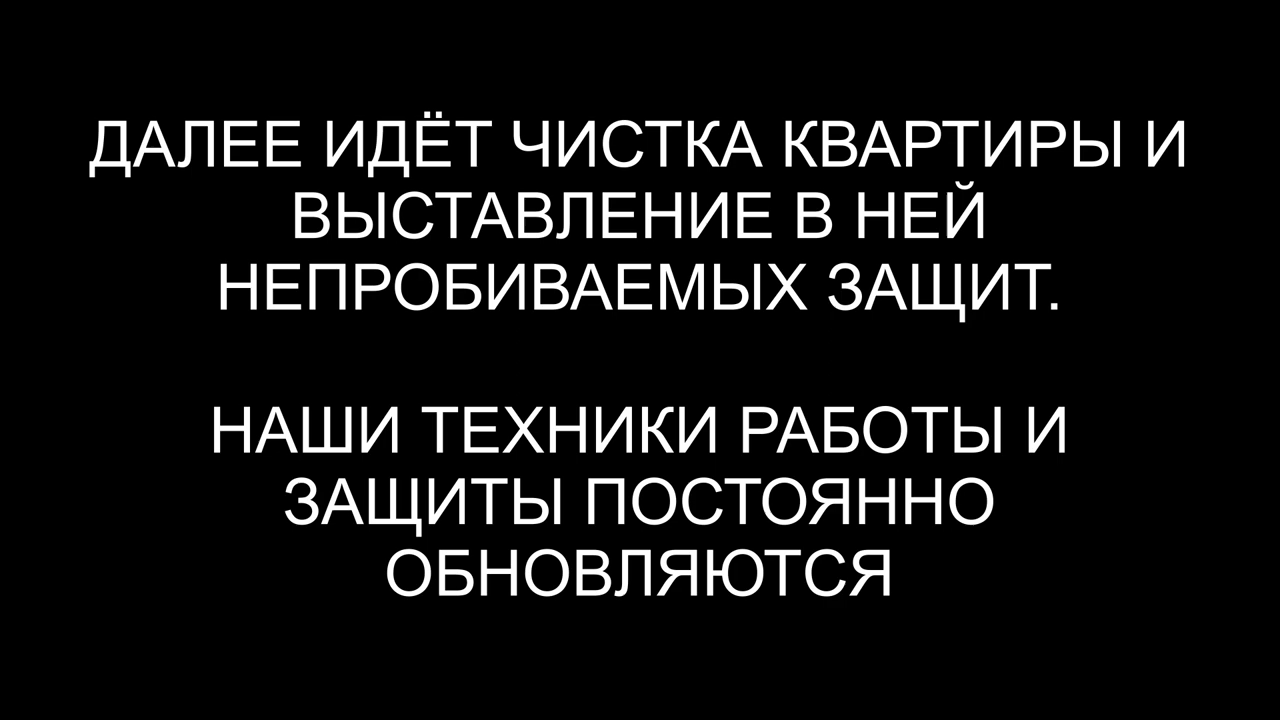 ДАЛЕЕ ИДЁТ ЧИСТКА КВАРТИРЫ И
ВЫСТАВЛЕНИЕ В НЕЙ
НЕПРОБИВАЕМЫХ ЗАЩИТ.
НАШИ ТЕХНИКИ РАБОТЫ И
ЗАЩИТЫ ПОСТОЯННО
ОБНОВЛЯЮТСЯ